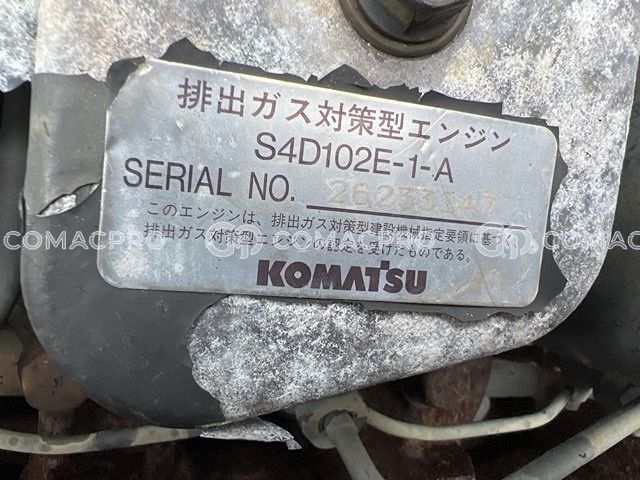 排出ガス対策型エンジン
S4D102E-1-A
SERIAL NO.
このエンジンは、排出ガス対策型建設機械指定要領に基づく
排出ガス対策型エンジンの認定を受けたものである。
KOMATSU
COMACPRO COMACPRO COMACPRO